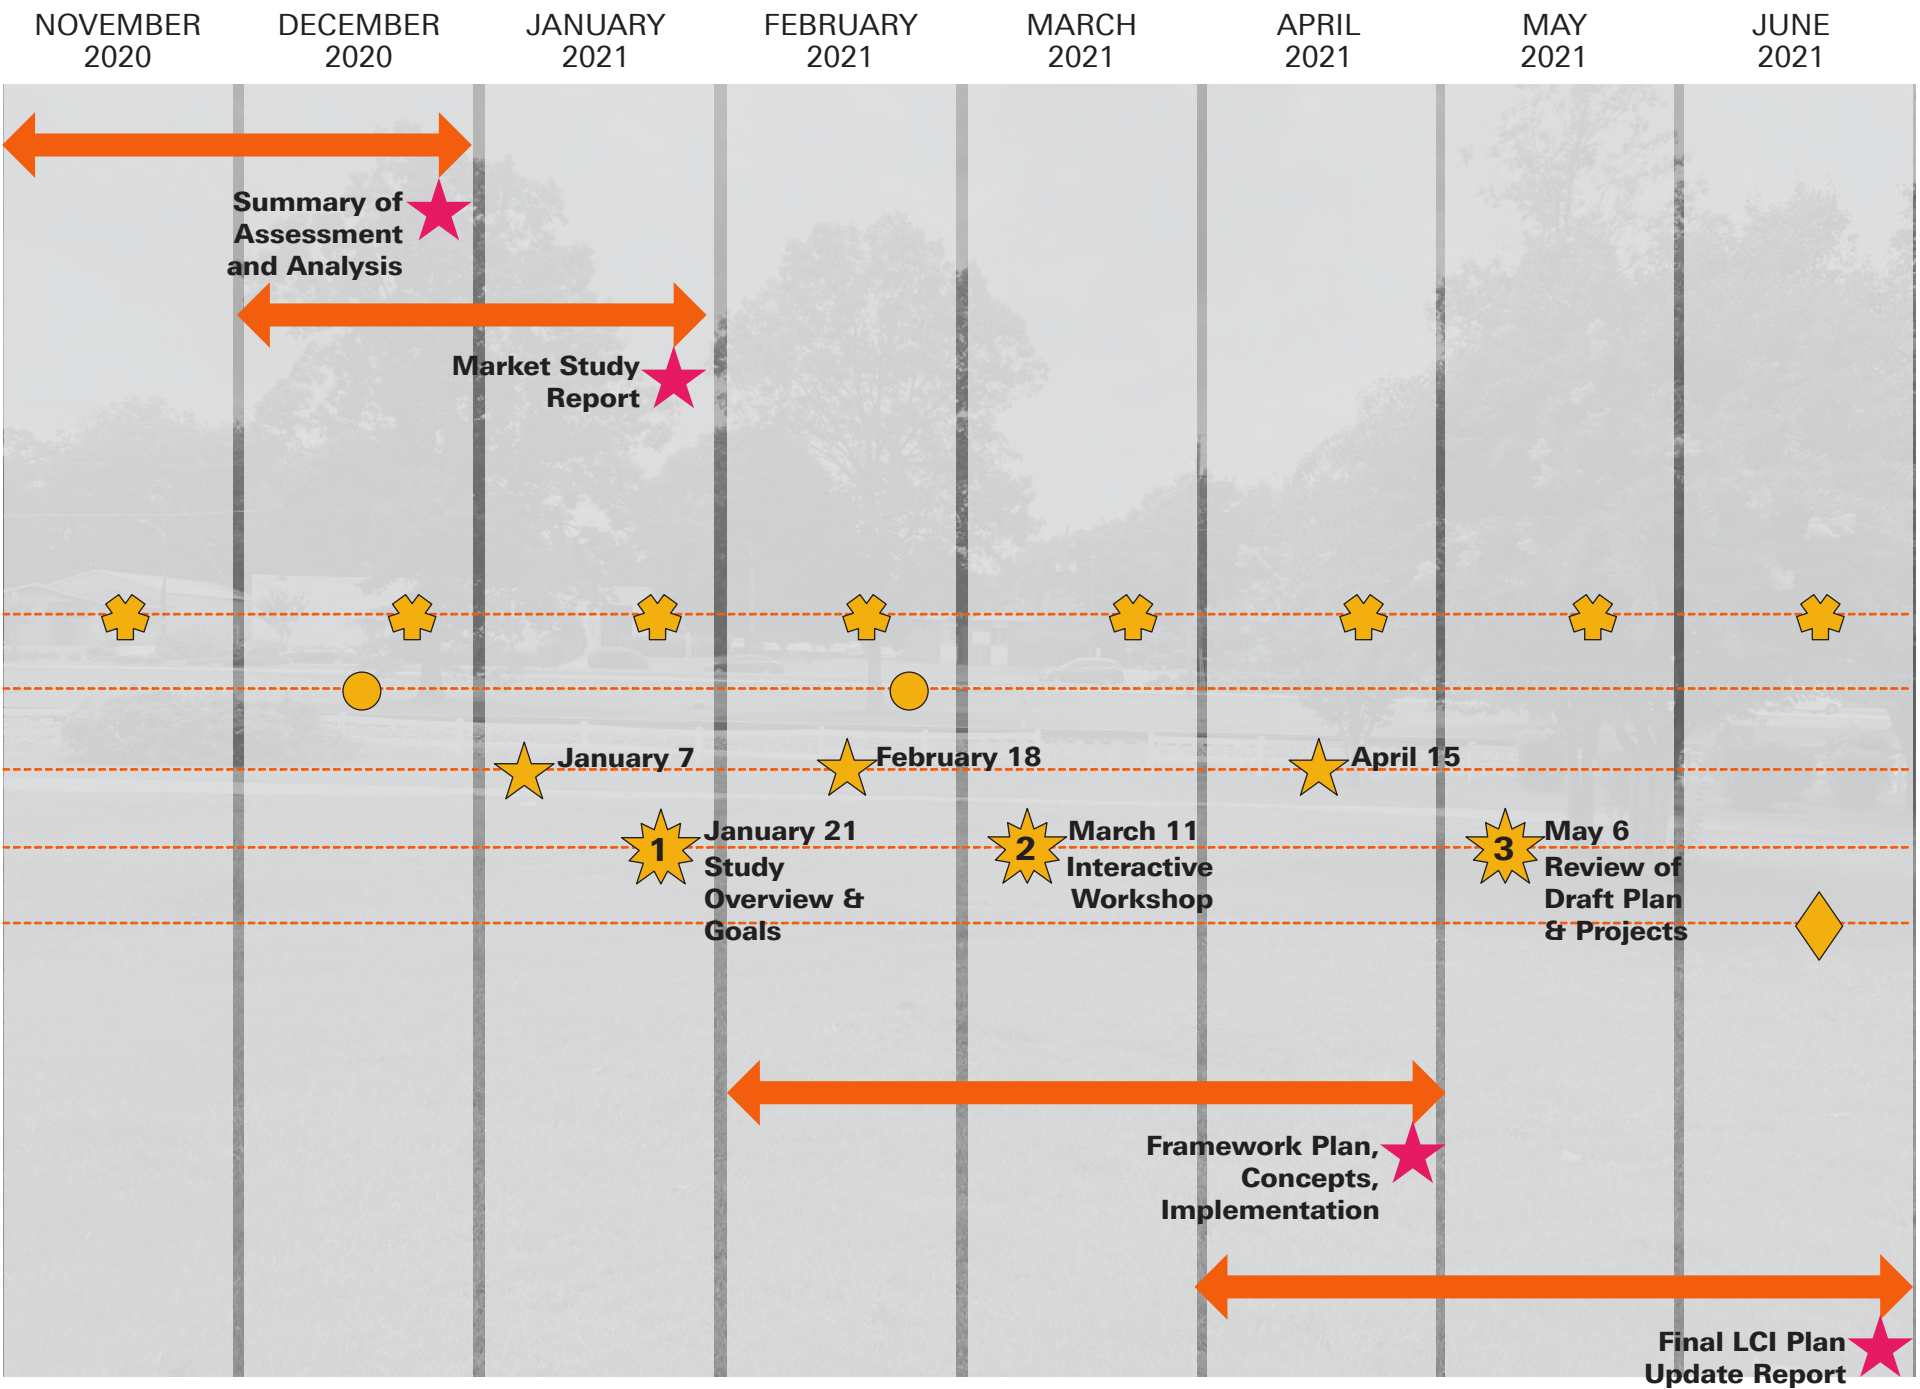 NOVEMBER
2020
DECEMBER
2020
JANUARY
2021
FEBRUARY
2021
MARCH
2021
APRIL
2021
MAY
2021
JUNE
2021
Summary of
Assessment
and Analysis
Market Study
Report
January 7
February 18
April 15
1
January 21
Study
Overview &
Goals
2
March 11
Interactive
Workshop
3
May 6
Review of
Draft Plan
& Projects
Framework Plan,
Concepts,
Implementation
Final LCI Plan
Update Report